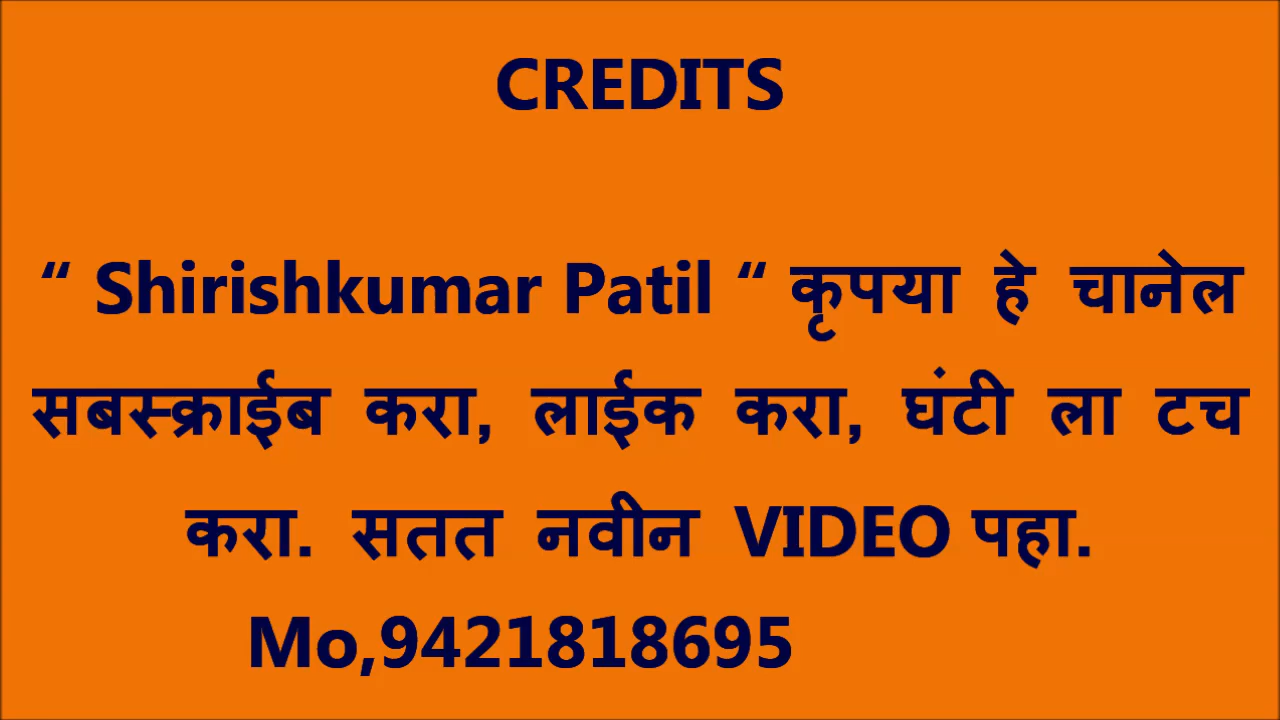 CREDITS
“ Shirishkumar Patil “ कृपया हे चानेल
सबस्क्राईब करा, लाईक करा, घंटी ला टच
करा. सतत नवीन VIDEO पहा.
Mo,9421818695